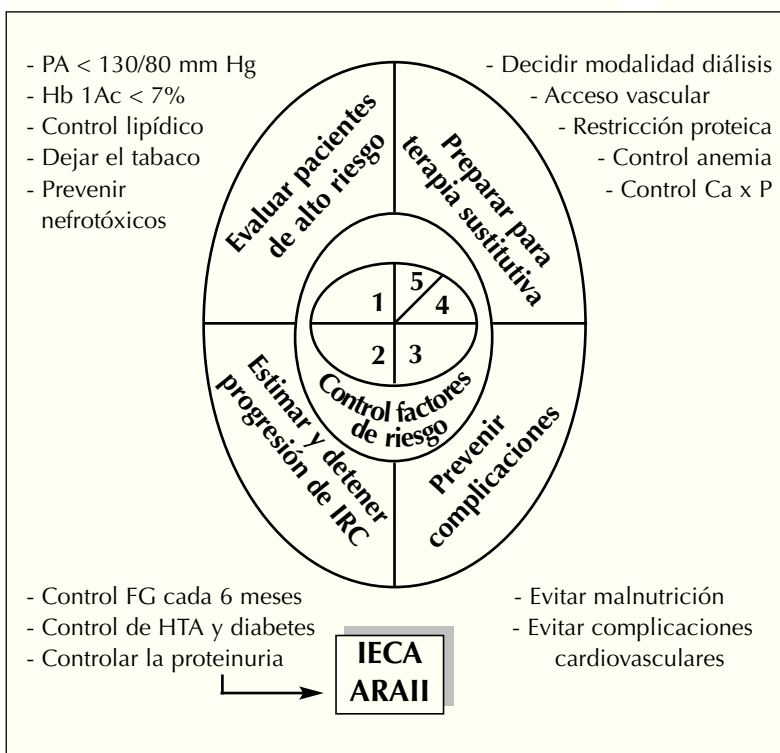 - PA < 130/80 mm Hg
- Hb 1Ac < 7%
- Control lipídico
- Dejar el tabaco
- Prevenir
nefrotóxicos
- Decidir modalidad diálisis
- Acceso vascular
- Restricción proteica
- Control anemia
- Control Ca x P
Evaluar pacientes
de alto riesgo
Preparar para
terapia sustitutiva
1
5
4
2
3
Control factores
de riesgo
Estimar y detener
progresión de IRC
Prevenir
complicaciones
- Control FG cada 6 meses
- Control de HTA y diabetes
- Controlar la proteinuria
IECA
ARAII
- Evitar malnutrición
- Evitar complicaciones
cardiovasculares